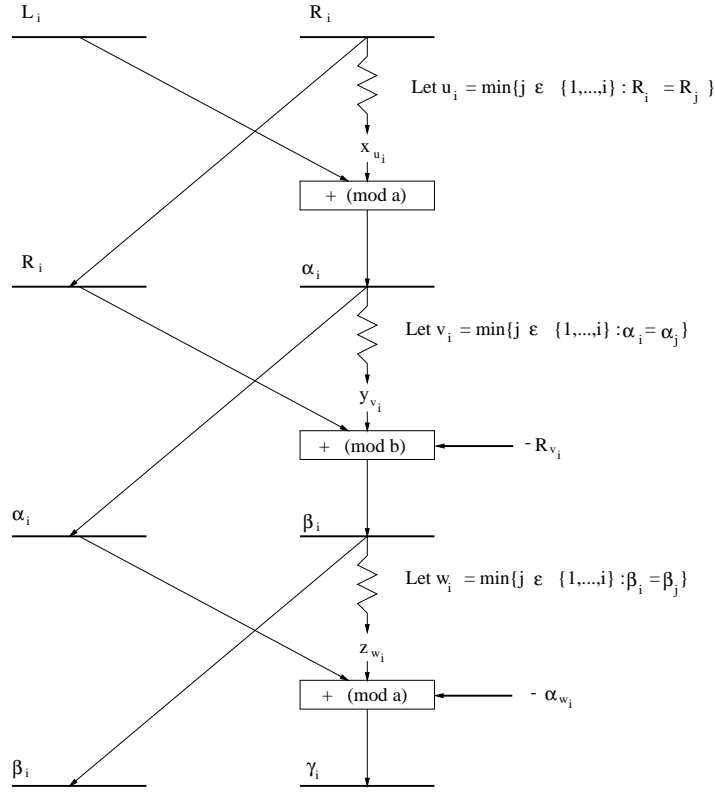 L i
R i
Let u i = min{j ε {1,...,i} : R i = R j }
x u i
+ (mod a)
R i
α i
Let v i = min{j ε {1,...,i} : α i = α j }
y v i
+ (mod b)
- R v i
α i
β i
Let w i = min{j ε {1,...,i} : β i = β j }
z w i
+ (mod a)
- α w i
β i
γ i